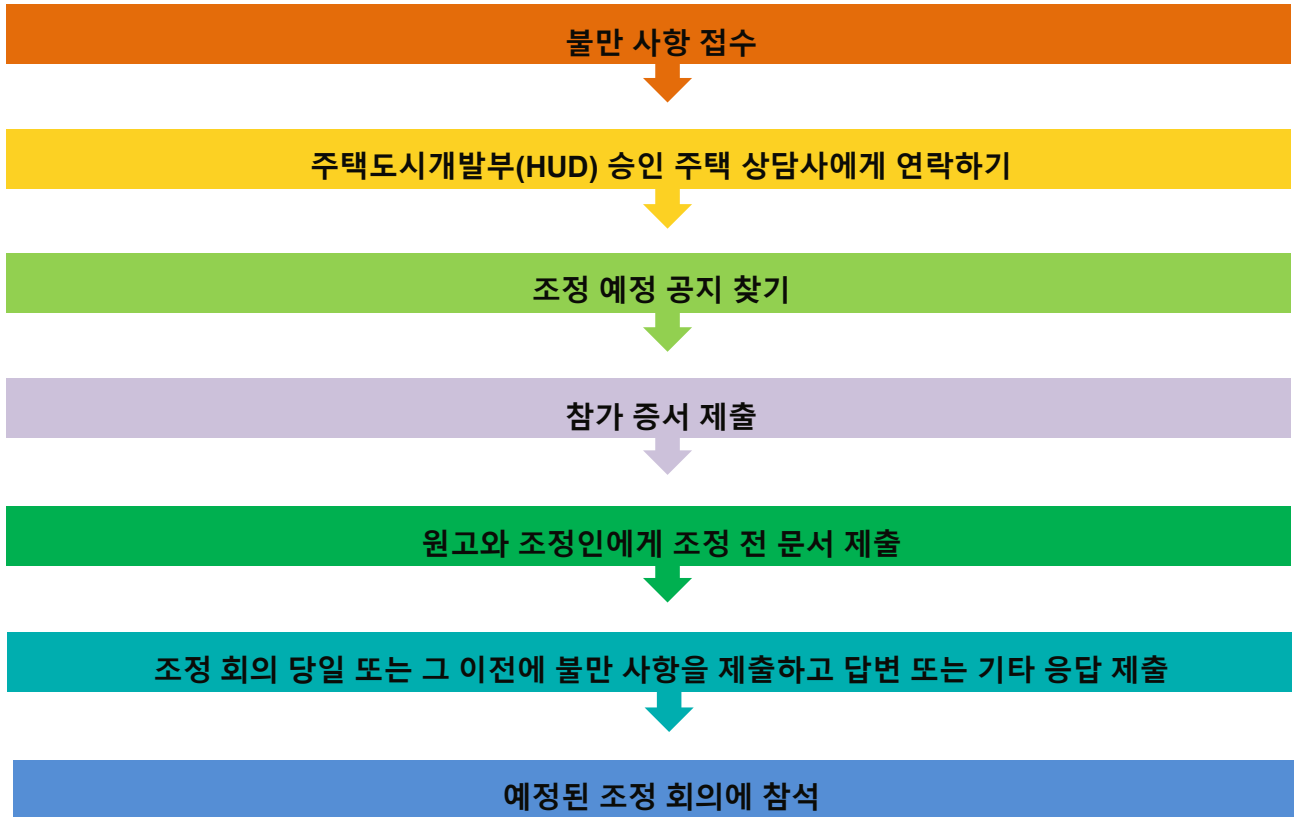 불만 사항 접수
주택도시개발부(HUD) 승인 주택 상담사에게 연락하기
조정 예정 공지 찾기
참가 증서 제출
원고와 조정인에게 조정 전 문서 제출
조정 회의 당일 또는 그 이전에 불만 사항을 제출하고 답변 또는 기타 응답 제출
예정된 조정 회의에 참석